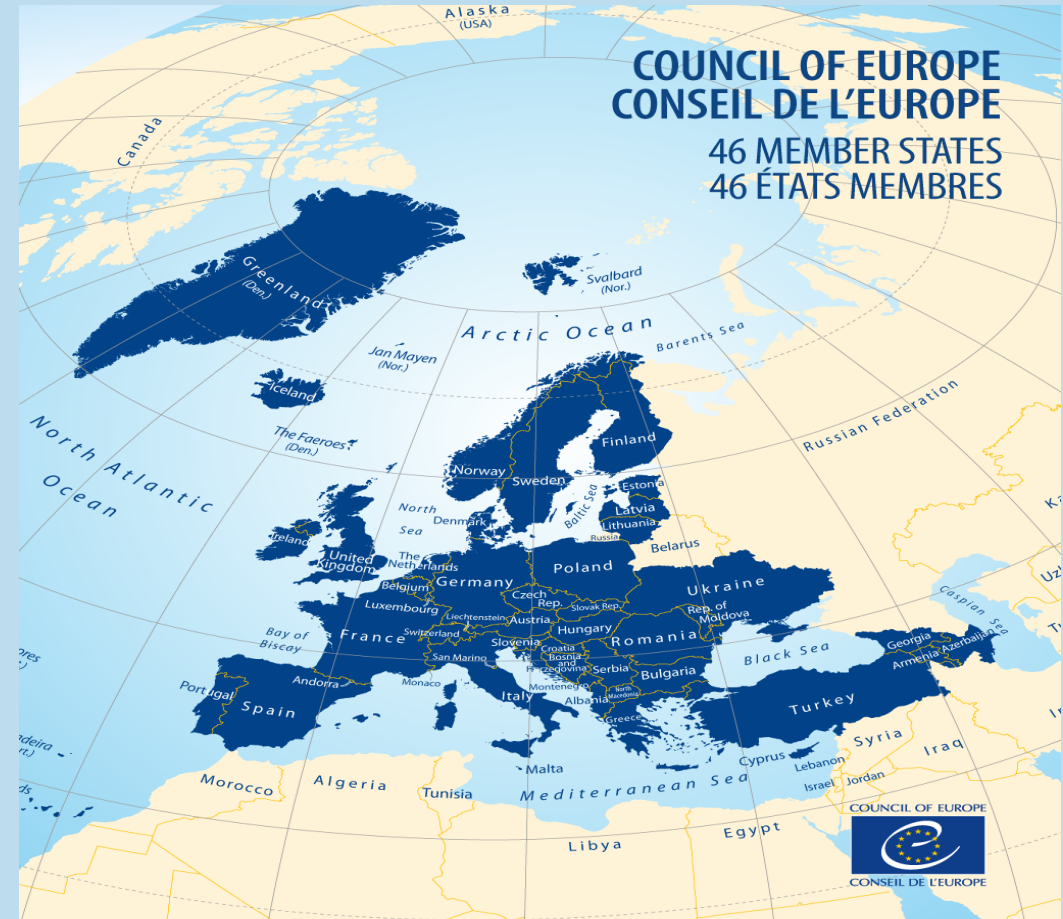 Alaska
(USA)
COUNCIL OF EUROPE
CONSEIL DE L'EUROPE
46 MEMBER STATES
46 ÉTATS MEMBRES
Canada
Greenland
(Den.)
Svalbard
(Nor.)
Arctic Ocean
Barents Sea
Jan Mayen
(Nor.)
Iceland
Russian Federation
The Faeroes
(Den.)
North Atlantic
Ocean
Finland
Norway
Sweden
Estonia
Baltic Sea
Latvia
Lithuania
Russia
North
Sea
Denmark
Belarus
Ireland
United
Kingdom
The
Netherlands
Belgium
Germany
Poland
Luxembourg
Czech
Rep.
Slovak Rep.
Ukraine
Rep. of
Moldova
Liechtenstein
Austria
Hungary
Bay of
Biscay
France
Switzerland
Slovenia
Croatia
Romania
San Marino
Bosnia
and
Herzegovina
Serbia
Black Sea
Georgia
Armenia
Azerbaijan
Caspian Sea
Bulgaria
Monaco
Montenegro
North
Macedonia
Andorra
Portugal
Spain
Italy
Albania
Greece
Turkey
Malta
Cyprus
Syria
Iraq
Lebanon
Israel
Jordan
Mediterranean Sea
Morocco
Algeria
Tunisia
Libya
Egypt
COUNCIL OF EUROPE
CONSEIL DE L'EUROPE